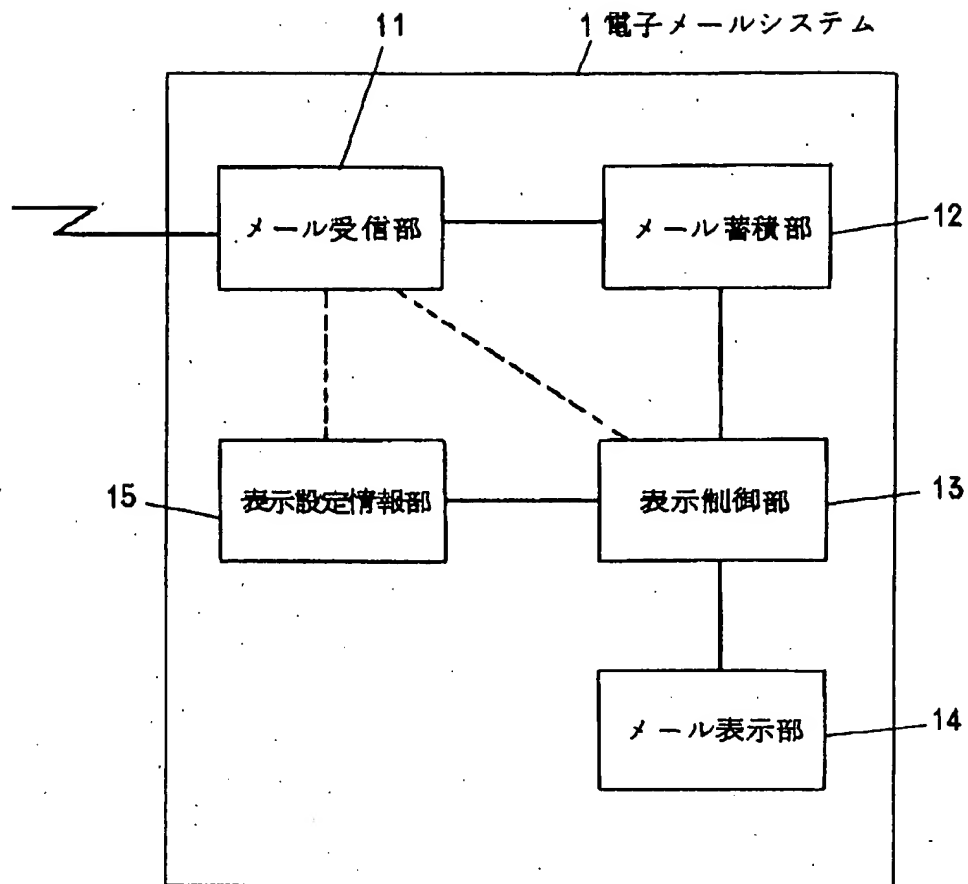 11
1 電子メールシステム
メール受信部
メール蓄積部
12
15
表示設定情報部
表示制御部
13
メール表示部
14